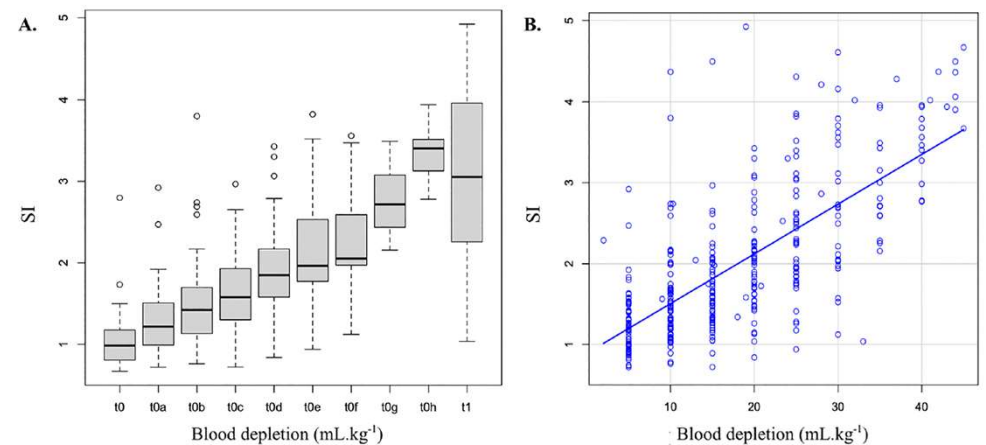 A.
5
4
3
2
1
SI
t0 t0a t0b t0c t0d t0e t0f t0g t0h t1
Blood depletion (mL.kg⁻¹)
B.
5
4
3
2
1
SI
10 20 30 40
Blood depletion (mL.kg⁻¹)